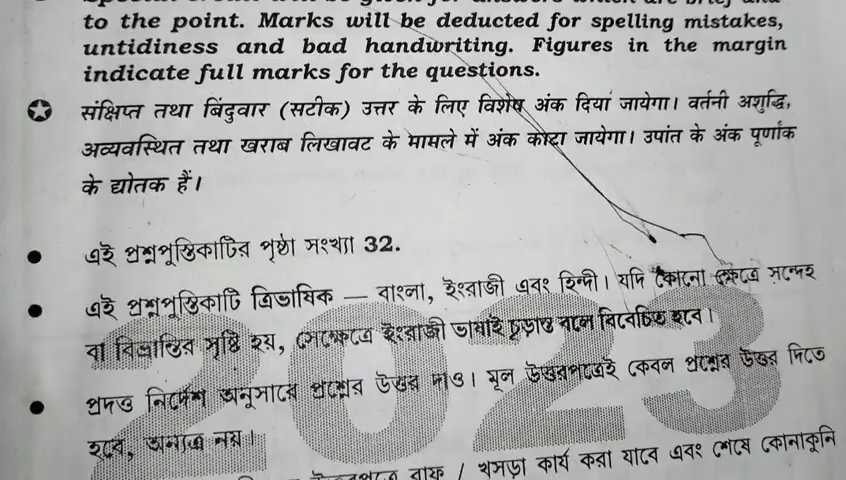 to the point. Marks will be deducted for spelling mistakes,
untidiness and bad handwriting. Figures in the margin
indicate full marks for the questions.
संक्षिप्त तथा बिंदुवार (सटीक) उत्तर के लिए विशेष अंक दिया जायेगा। वर्तनी अशुद्धि,
अव्यवस्थित तथा खराब लिखावट के मामले में अंक काटा जायेगा। उपांत के अंक पूर्णांक
के द्योतक हैं।
এই প্রশ্নপুস্তিকাটির পৃষ্ঠা সংখ্যা 32.
এই প্রশ্নপুস্তিকাটি ত্রিভাষিক — বাংলা, ইংরাজী এবং হিন্দী। যদি কোনো ক্ষেত্রে সন্দেহ
বা বিভ্রান্তির সৃষ্টি হয়, সেক্ষেত্রে ইংরাজী ভাষাই চূড়ান্ত বলে বিবেচিত হবে।
প্রদত্ত নির্দেশ অনুসারে প্রশ্নের উত্তর দাও। মূল উত্তরপত্রেই কেবল প্রশ্নের উত্তর দিতে
হবে, অন্যত্র নয়।
2023
উত্তরপত্রে রাফ / খসড়া কার্য করা যাবে এবং শেষে কোনাকুনি